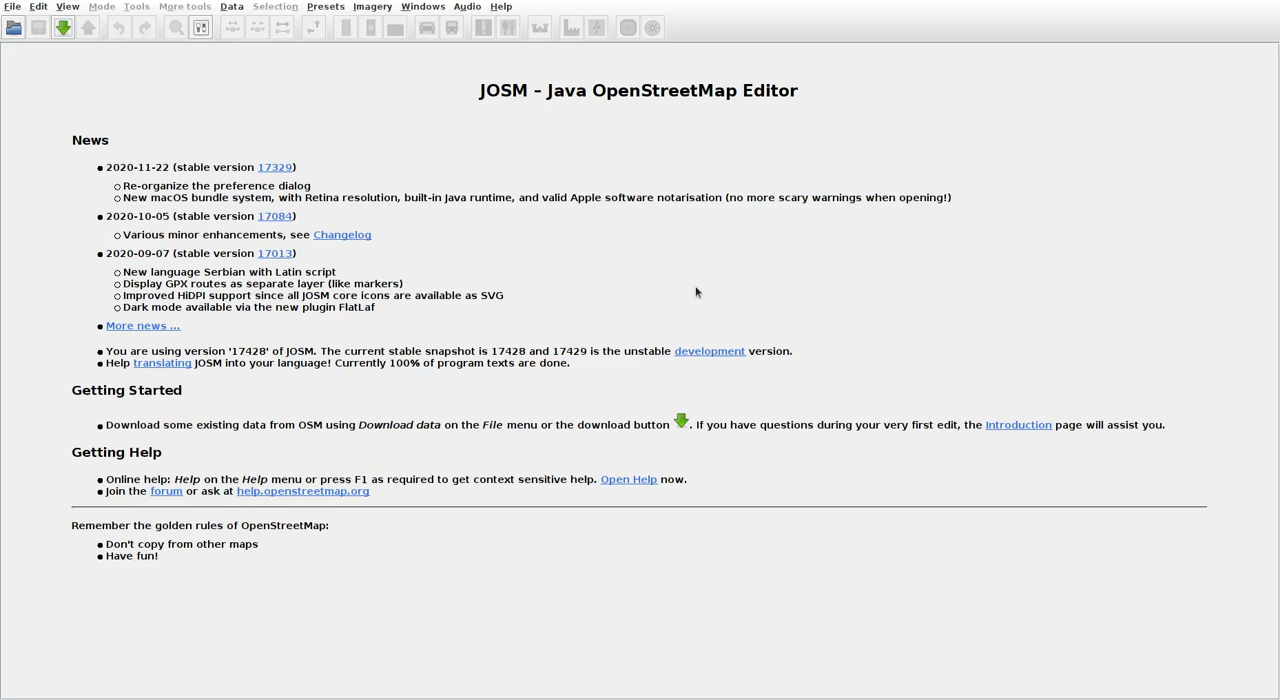 File Edit View Mode Tools More tools Data Selection Presets Imagery Windows Audio Help
JOSM – Java OpenStreetMap Editor
News
2020-11-22 (stable version 17329)
Re-organize the preference dialog
New macOS bundle system, with Retina resolution, built-in Java runtime, and valid Apple software notarisation (no more scary warnings when opening!)
2020-10-05 (stable version 17084)
Various minor enhancements, see Changelog
2020-09-07 (stable version 17013)
New language Serbian with Latin script
Display GPX routes as separate layer (like markers)
Improved HiDPI support since all JOSM core icons are available as SVG
Dark mode available via the new plugin FlatLaf
More news ...
You are using version '17428' of JOSM. The current stable snapshot is 17428 and 17429 is the unstable development version.
Help translating JOSM into your language! Currently 100% of program texts are done.
Getting Started
Download some existing data from OSM using Download data on the File menu or the download button . If you have questions during your very first edit, the Introduction page will assist you.
Getting Help
Online help: Help on the Help menu or press F1 as required to get context sensitive help. Open Help now.
Join the forum or ask at help.openstreetmap.org
Remember the golden rules of OpenStreetMap:
Don't copy from other maps
Have fun!